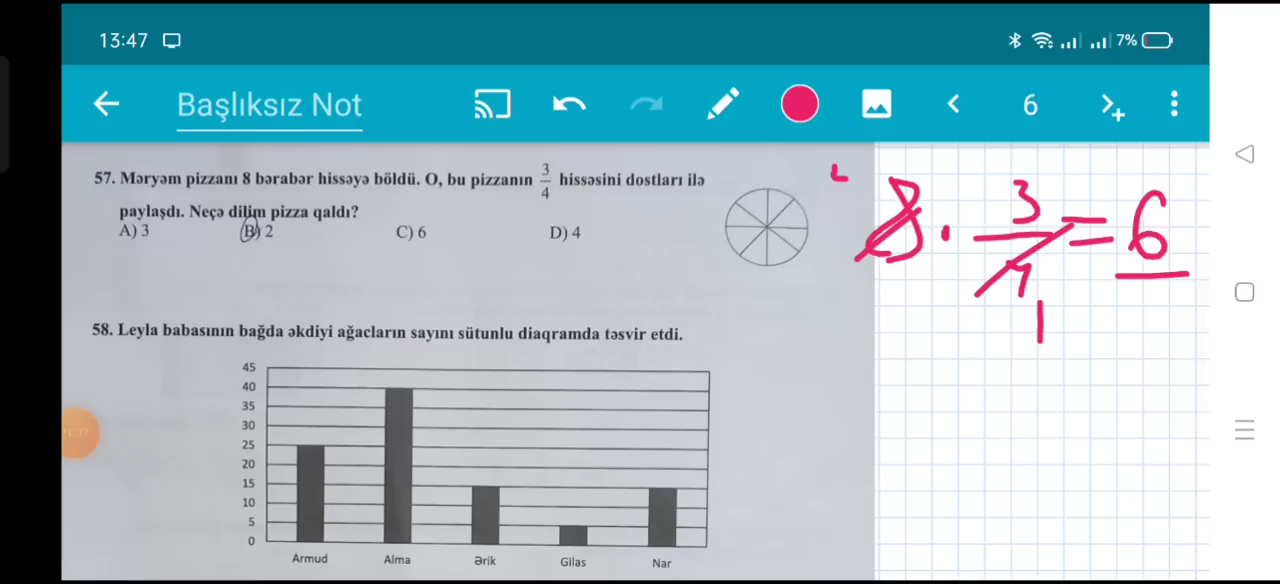 13:47 7%
Başlıksız Not 6
57. Məryəm pizzanı 8 bərabər hissəyə böldü. O, bu pizzanın 3/4 hissəsini dostları ilə
paylaşdı. Neçə dilim pizza qaldı?
A) 3 B) 2 C) 6 D) 4
2
8 · 3/4 = 6
1
58. Leyla babasının bağda əkdiyi ağacların sayını sütunlu diaqramda təsvir etdi.
45
40
35
30
25
20
15
10
5
0
Armud Alma Ərik Gilas Nar